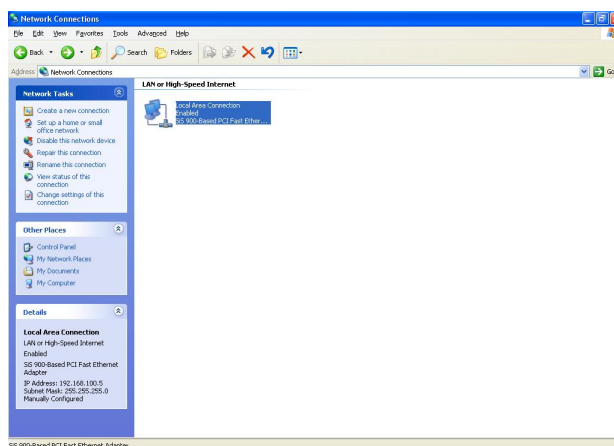 Network Connections
File Edit View Favorites Tools Advanced Help
Back Search Folders
Address Network Connections Go
LAN or High-Speed Internet
Local Area Connection
Enabled
SiS 900-Based PCI Fast Ether...
Network Tasks
Create a new connection
Set up a home or small
office network
Disable this network device
Repair this connection
Rename this connection
View status of this
connection
Change settings of this
connection
Other Places
Control Panel
My Network Places
My Documents
My Computer
Details
Local Area Connection
LAN or High-Speed Internet
Enabled
SiS 900-Based PCI Fast Ethernet
Adapter
IP Address: 192.168.100.5
Subnet Mask: 255.255.255.0
Manually Configured
SiS 900-Based PCI Fast Ethernet Adapter